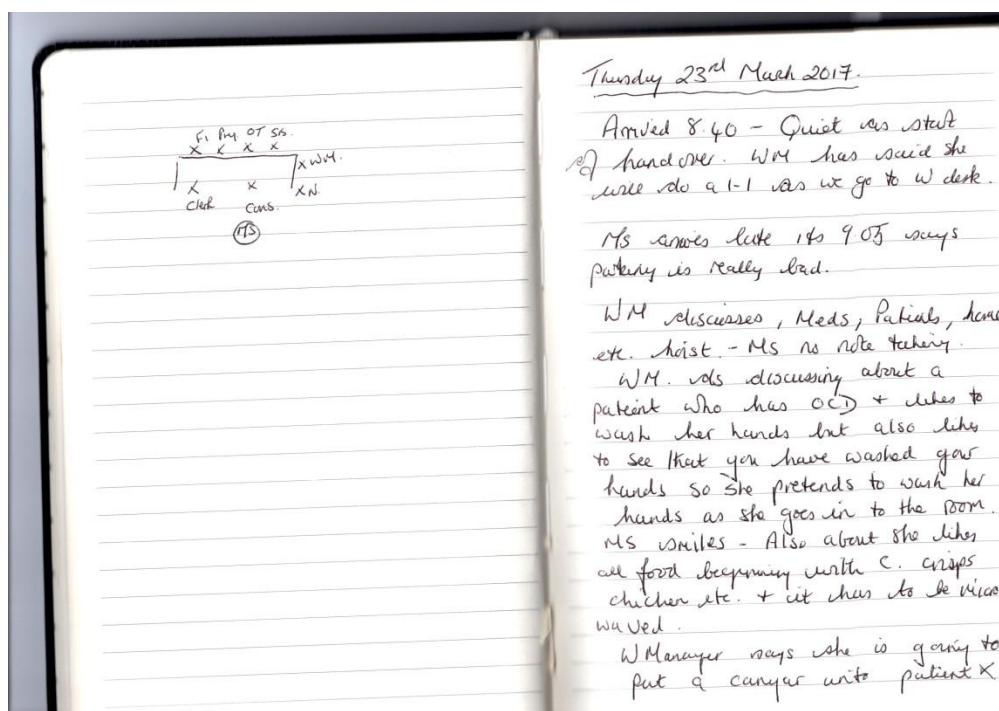 F1 Phy OT Sis.
x x x x
x WM.
x x x N.
Clerk Cons.
MS
Thursday 23rd March 2017.
Arrived 8.40 - Quiet as start
of handover. WM has said she
will do a 1-1 as we go to W desk.
MS arrives late its 9 05 says
parking is really bad.
WM discusses, Meds, Patients, home
etc. hoist. - MS no note taking.
WM. is discussing about a
patient who has OCD + likes to
wash her hands but also likes
to see that you have washed your
hands so she pretends to wash her
hands as she goes in to the room.
MS smiles - Also about she likes
all food beginning with C. crisps
chicken etc. + it has to be micro
waved.
WManager says she is going to
put a into patient X